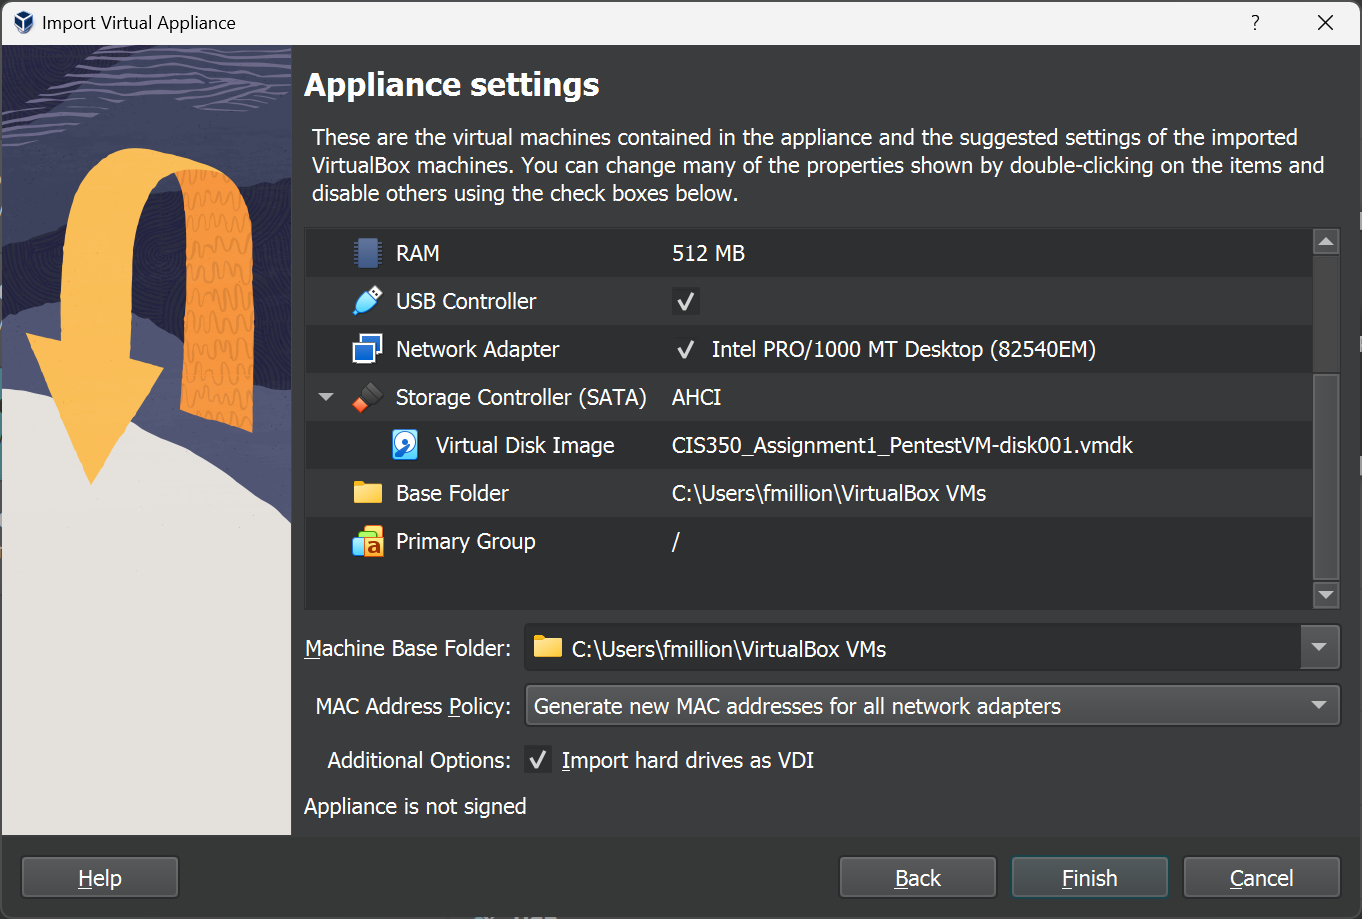 Import Virtual Appliance
?
Appliance settings
These are the virtual machines contained in the appliance and the suggested settings of the imported
VirtualBox machines. You can change many of the properties shown by double-clicking on the items and
disable others using the check boxes below.
RAM 512 MB
USB Controller
Network Adapter Intel PRO/1000 MT Desktop (82540EM)
Storage Controller (SATA) AHCI
Virtual Disk Image CIS350_Assignment1_PentestVM-disk001.vmdk
Base Folder C:\Users\fmillion\VirtualBox VMs
a Primary Group /
Machine Base Folder: C:\Users\fmillion\VirtualBox VMs
MAC Address Policy: Generate new MAC addresses for all network adapters
Additional Options: Import hard drives as VDI
Appliance is not signed
Help Back Finish Cancel